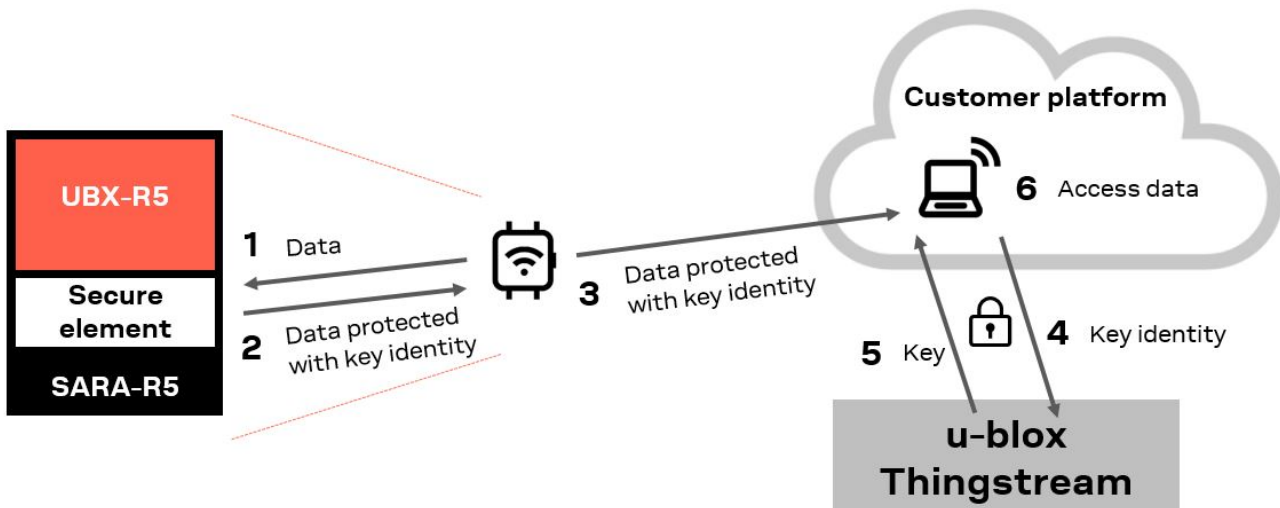 Customer platform
6 Access data
UBX-R5
1 Data
Secure
element
2 Data protected
with key identity
SARA-R5
3 Data protected
with key identity
4 Key identity
5 Key
u-blox
Thingstream